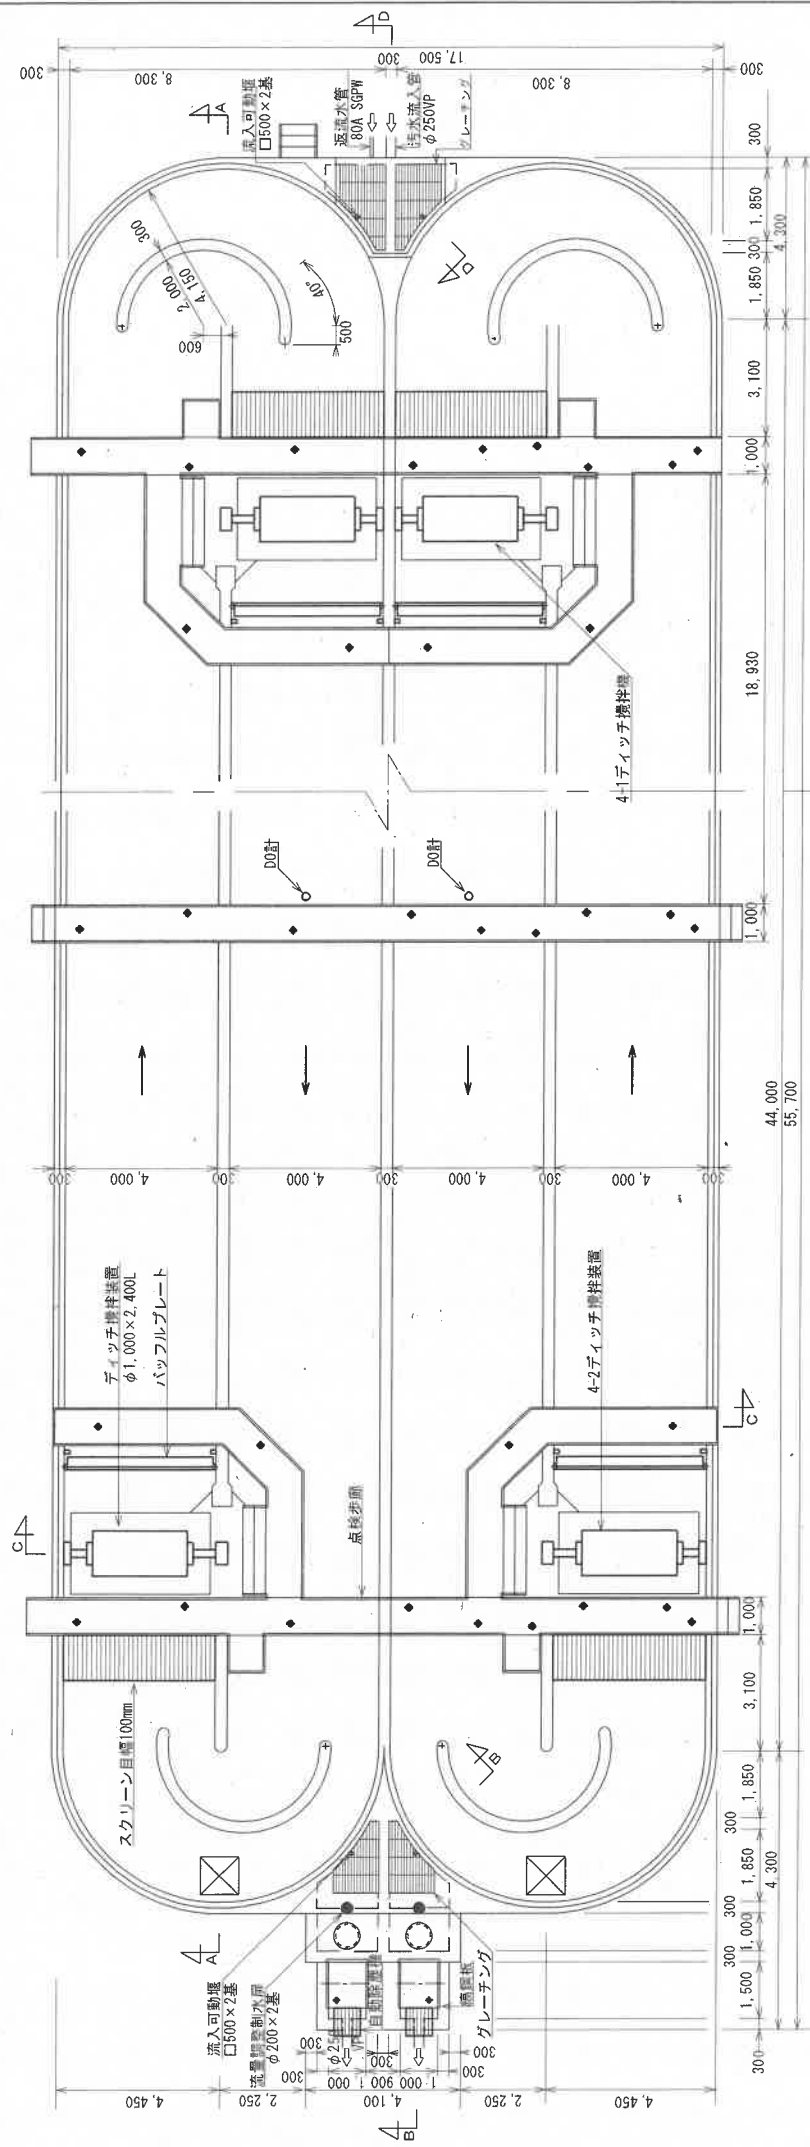 D
17,500
300
8,300
300
8,300
300
A
流入可動堰
□500×2基
返流水管
80A SGPW
汚水流入管
φ250VP
グレーチング
300
2,000
4,150
600
40°
500
D
300
1,850
300
1,850
4,300
3,100
1,000
18,930
4-1ディッチ攪拌機
DO計
DO計
1,000
44,000
55,700
300
4,000
300
4,000
300
4,000
300
4,000
300
ディッチ攪拌装置
φ1,000×2,400L
バッフルプレート
4-2ディッチ攪拌装置
C
C
点検歩廊
1,000
3,100
スクリーン目幅100mm
B
1,850
300
1,850
300
4,300
1,000
300
1,500
300
A
流入可動堰
□500×2基
流量調整制水扉
φ200×2基
自動除塵機
グレーチング
300
300
300
300
1,000
900
1,000
4,450
2,250
4,100
2,250
4,450
B